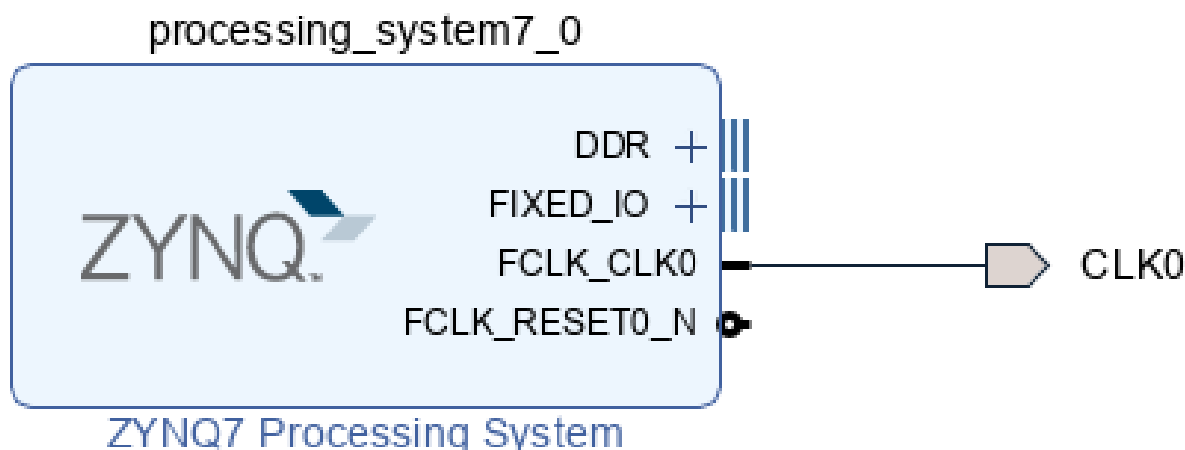 processing_system7_0
DDR
FIXED_IO
ZYNQ
FCLK_CLK0
CLK0
FCLK_RESET0_N
ZYNQ7 Processing System